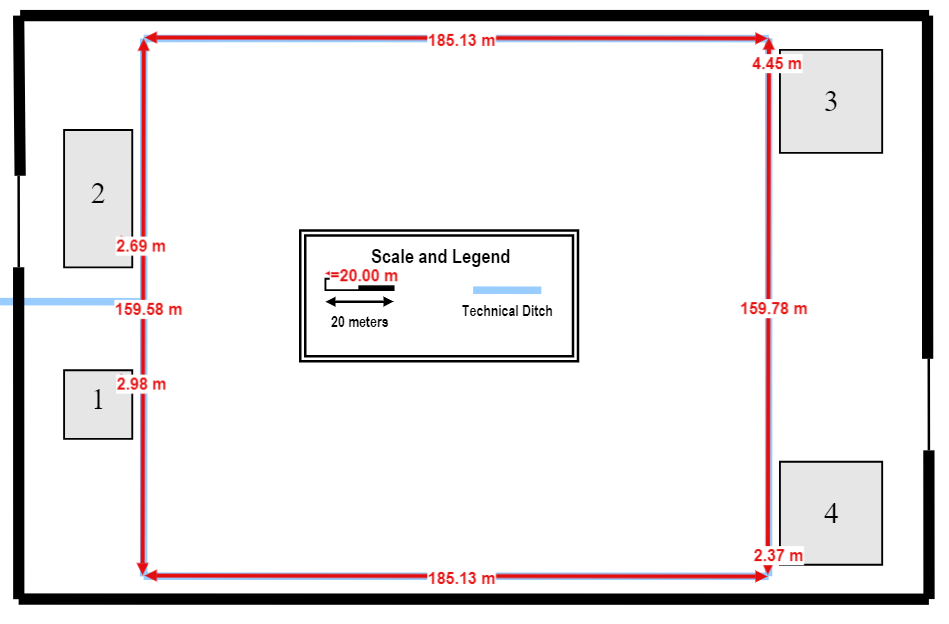 185.13 m
4.45 m
3
2
2.69 m
Scale and Legend
=20.00 m
20 meters
Technical Ditch
159.58 m
159.78 m
2.98 m
1
4
2.37 m
185.13 m